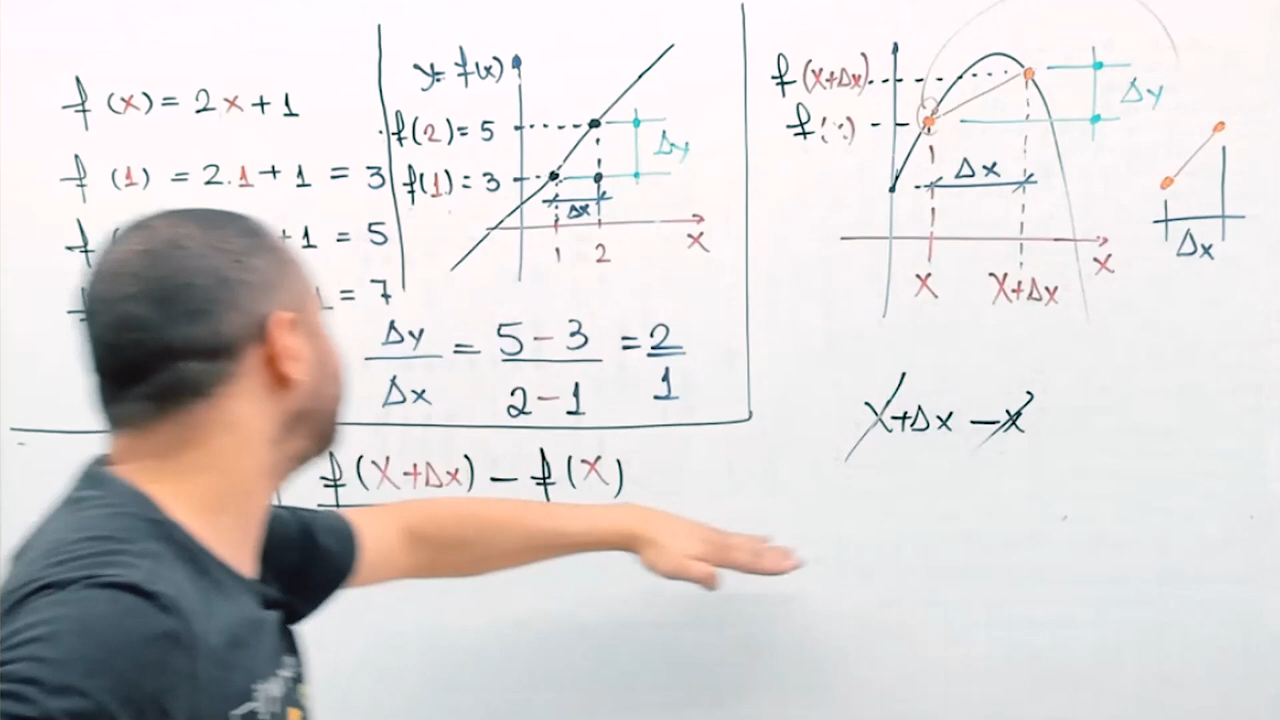 f(x) = 2x+1
f(1) = 2.1+1 = 3
+1 = 5
= 7
y= f(x)
f(2)= 5
f(1)= 3
Δy
Δx
1 2 x
Δy/Δx = 5-3/2-1 = 2/1
f(x+Δx)
f(
Δy
Δx
x x+Δx x
Δx
x+Δx -x
f(x+Δx) - f(x)